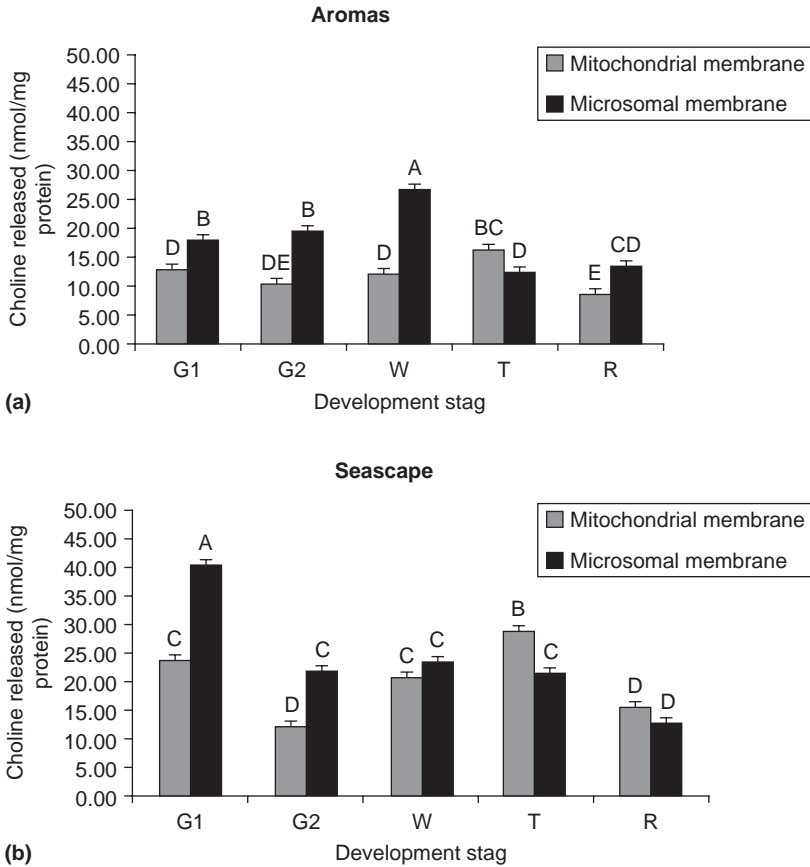 Aromas
50.00
45.00
40.00
35.00
30.00
25.00
20.00
15.00
10.00
5.00
0.00
Choline released (nmol/mg
protein)
Mitochondrial membrane
Microsomal membrane
D B
DE B
D A
BC D
E CD
G1 G2 W T R
Development stag
(a)
Seascape
50.00
45.00
40.00
35.00
30.00
25.00
20.00
15.00
10.00
5.00
0.00
Choline released (nmol/mg
protein)
Mitochondrial membrane
Microsomal membrane
C A
D C
C C
B C
D D
G1 G2 W T R
Development stag
(b)